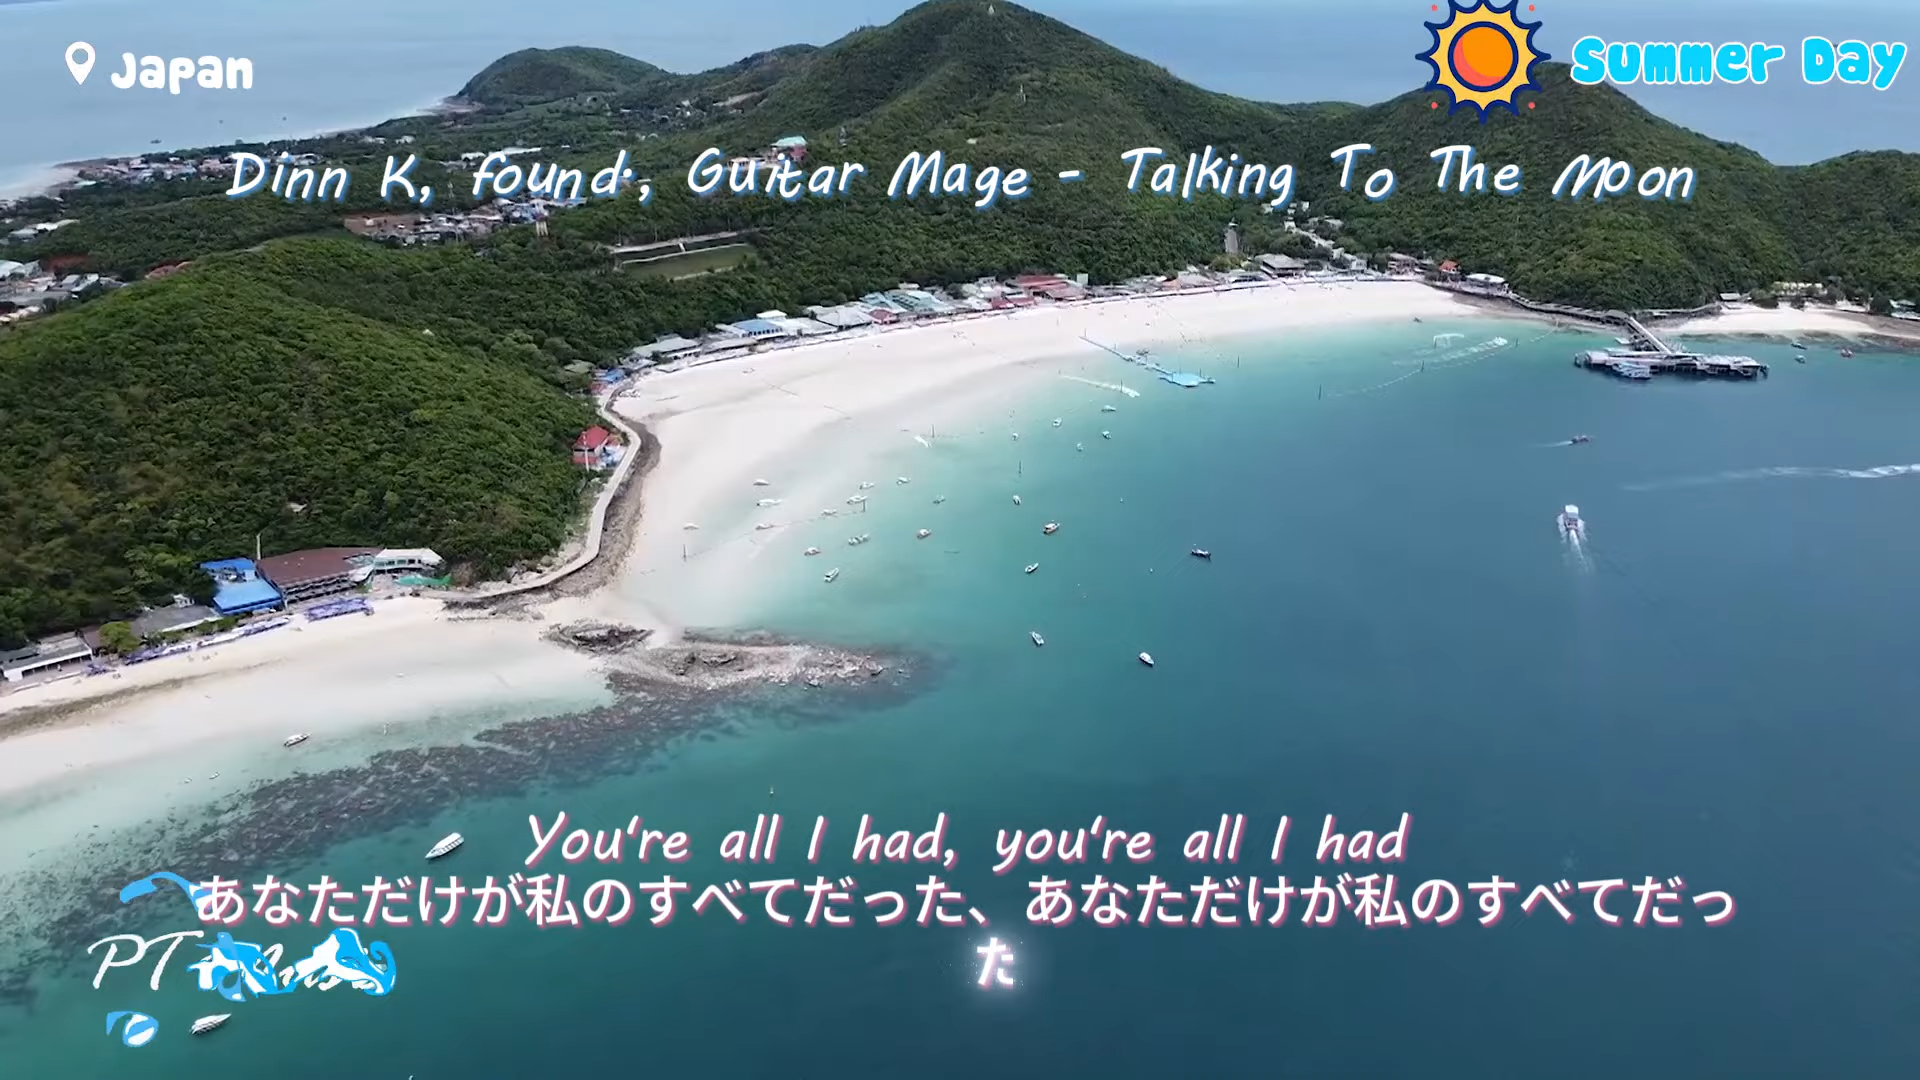 Japan
Summer Day
Dinn K, found., Guitar Mage - Talking To The Moon
You're all I had, you're all I had
あなただけが私のすべてだった、あなただけが私のすべてだっ
た
PT